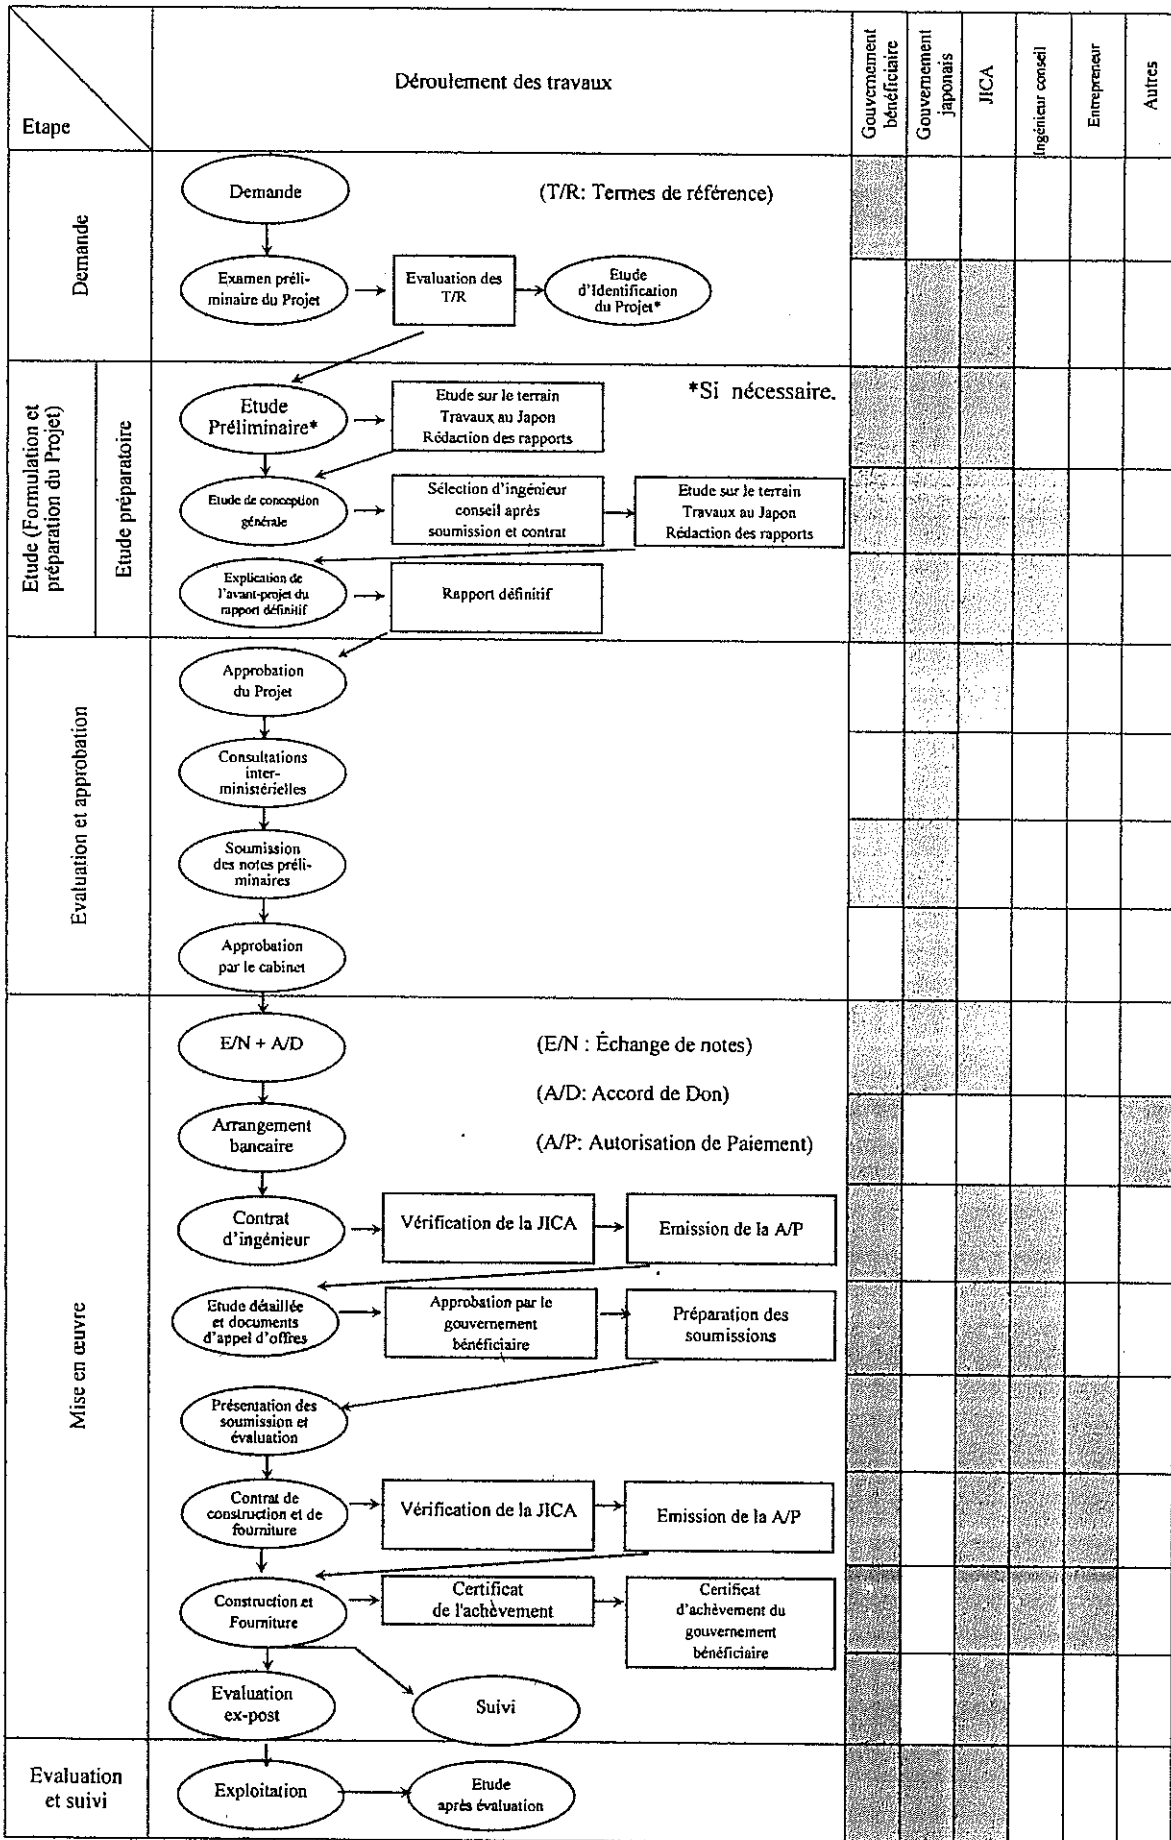 Etape
Déroulement des travaux
Gouvernement
bénéficiaire
Gouvernement
japonais
JICA
Ingénieur conseil
Entrepreneur
Autres
Demande
Demande
(T/R: Termes de référence)
Examen préli-
minaire du Projet
Evaluation des
T/R
Etude
d'Identification
du Projet*
Etude (Formulation et
préparation du Projet)
Etude préparatoire
Etude
Préliminaire*
Etude sur le terrain
Travaux au Japon
Rédaction des rapports
*Si nécessaire.
Etude de conception
générale
Sélection d'ingénieur
conseil après
soumission et contrat
Etude sur le terrain
Travaux au Japon
Rédaction des rapports
Explication de
l'avant-projet du
rapport définitif
Rapport définitif
Evaluation et approbation
Approbation
du Projet
Consultations
inter-
ministérielles
Soumission
des notes préli-
minaires
Approbation
par le cabinet
Mise en œuvre
E/N + A/D
(E/N : Échange de notes)
(A/D: Accord de Don)
(A/P: Autorisation de Paiement)
Arrangement
bancaire
Contrat
d'ingénieur
Vérification de la JICA
Emission de la A/P
Etude détaillée
et documents
d'appel d'offres
Approbation par le
gouvernement
bénéficiaire
Préparation des
soumissions
Présentation des
soumission et
évaluation
Contrat de
construction et de
fourniture
Vérification de la JICA
Emission de la A/P
Construction et
Fourniture
Certificat
de l'achèvement
Certificat
d'achèvement du
gouvernement
bénéficiaire
Evaluation
ex-post
Suivi
Evaluation
et suivi
Exploitation
Etude
après évaluation